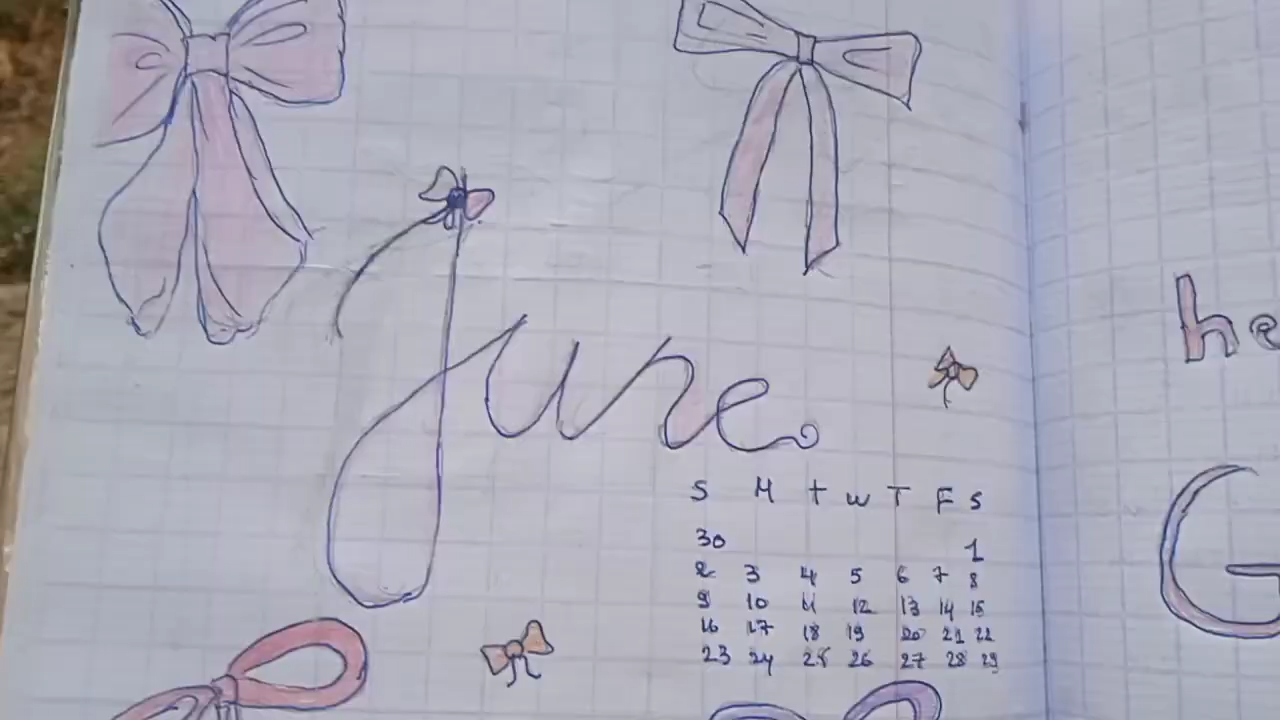 June
S M t W T F S
30 1
2 3 4 5 6 7 8
9 10 11 12 13 14 15
16 17 18 19 20 21 22
23 24 25 26 27 28 29
he
G